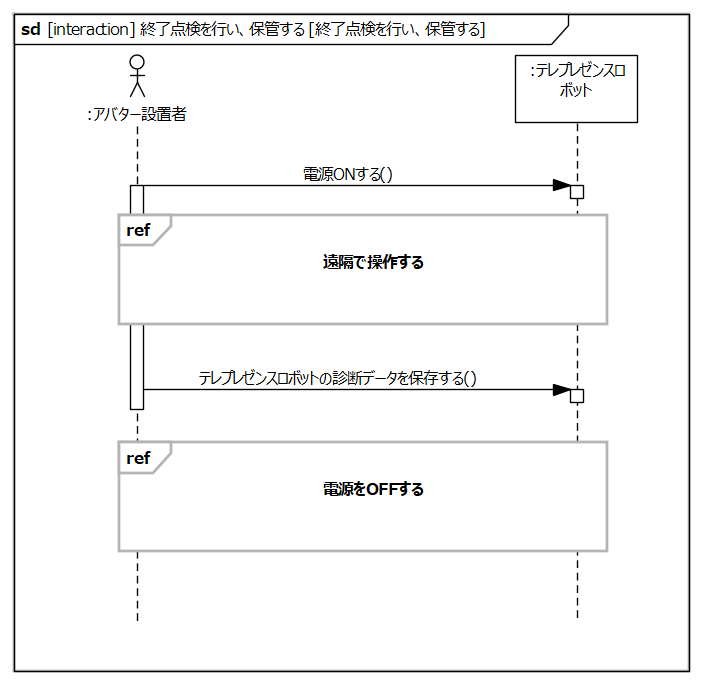 sd [interaction] 終了点検を行い、保管する [終了点検を行い、保管する]
:アバター設置者
:テレプレゼンスロ
ボット
電源ONする()
ref
遠隔で操作する
テレプレゼンスロボットの診断データを保存する()
ref
電源をOFFする